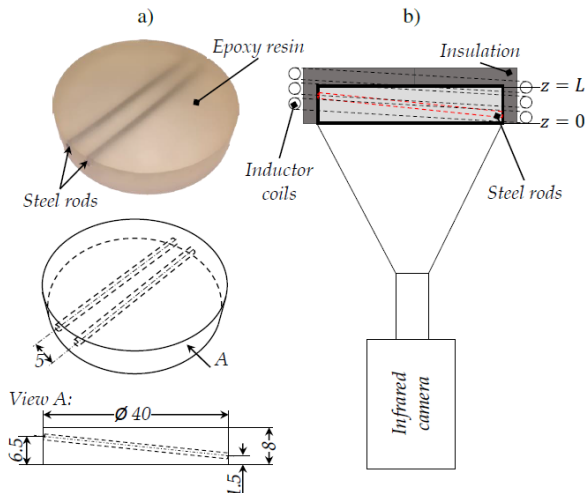 a)
Epoxy resin
Steel rods
5
A
View A:
Ø 40
6.5
8
1.5
b)
Insulation
z = L
z = 0
Inductor
coils
Steel rods
Infrared
camera